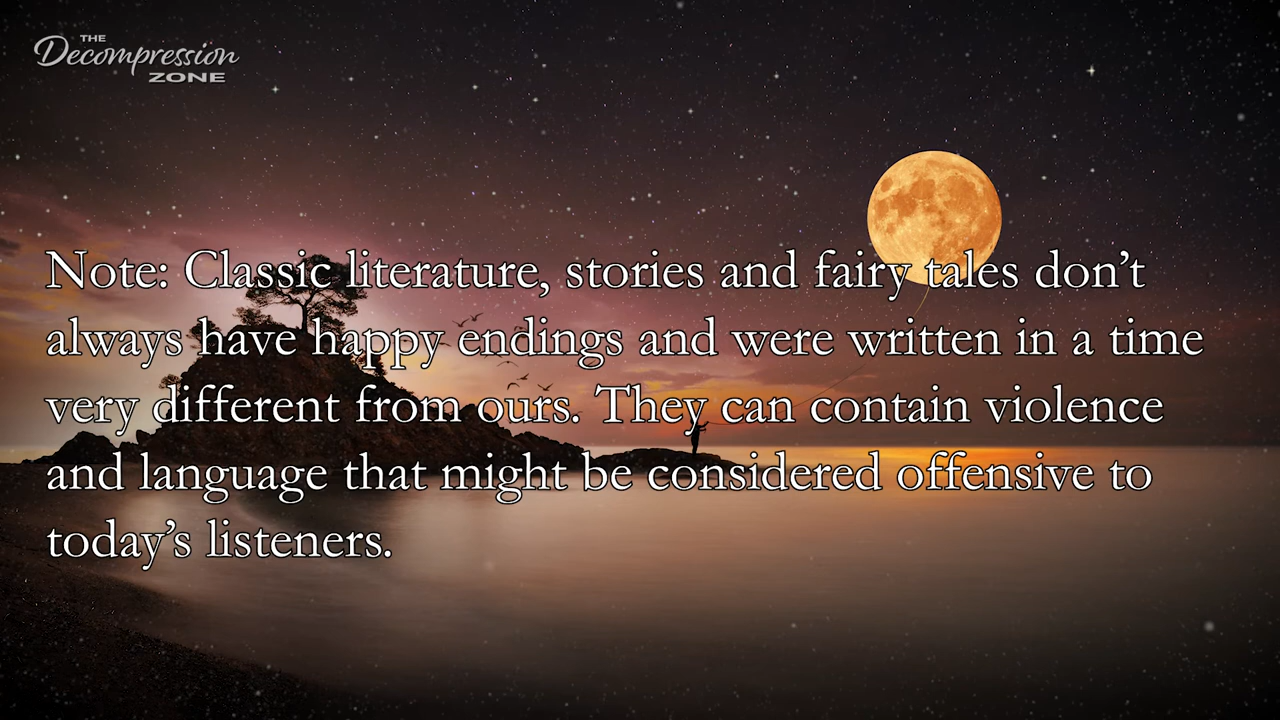 THE
Decompression
ZONE
Note: Classic literature, stories and fairy tales don’t
always have happy endings and were written in a time
very different from ours. They can contain violence
and language that might be considered offensive to
today’s listeners.